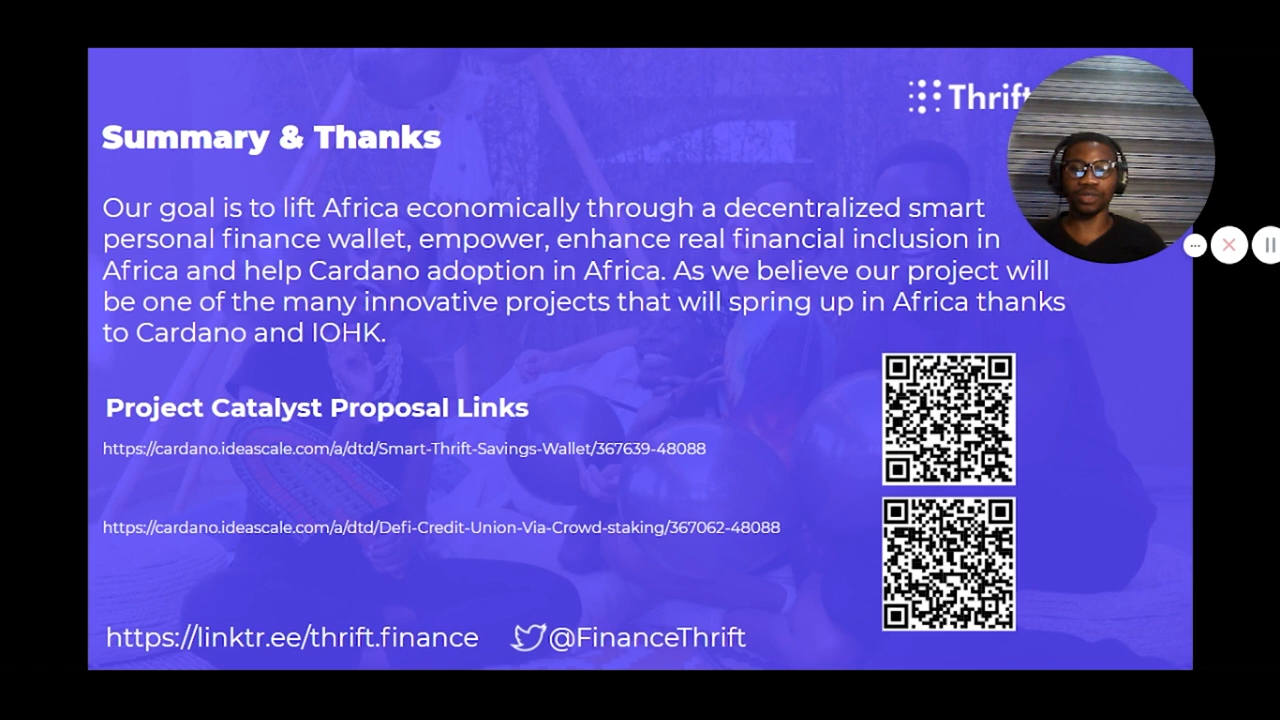 Thrift
Summary & Thanks
Our goal is to lift Africa economically through a decentralized smart
personal finance wallet, empower, enhance real financial inclusion in
Africa and help Cardano adoption in Africa. As we believe our project will
be one of the many innovative projects that will spring up in Africa thanks
to Cardano and IOHK.
Project Catalyst Proposal Links
https://cardano.ideascale.com/a/dtd/Smart-Thrift-Savings-Wallet/367639-48088
https://cardano.ideascale.com/a/dtd/Defi-Credit-Union-Via-Crowd-staking/367062-48088
https://linktr.ee/thrift.finance @FinanceThrift